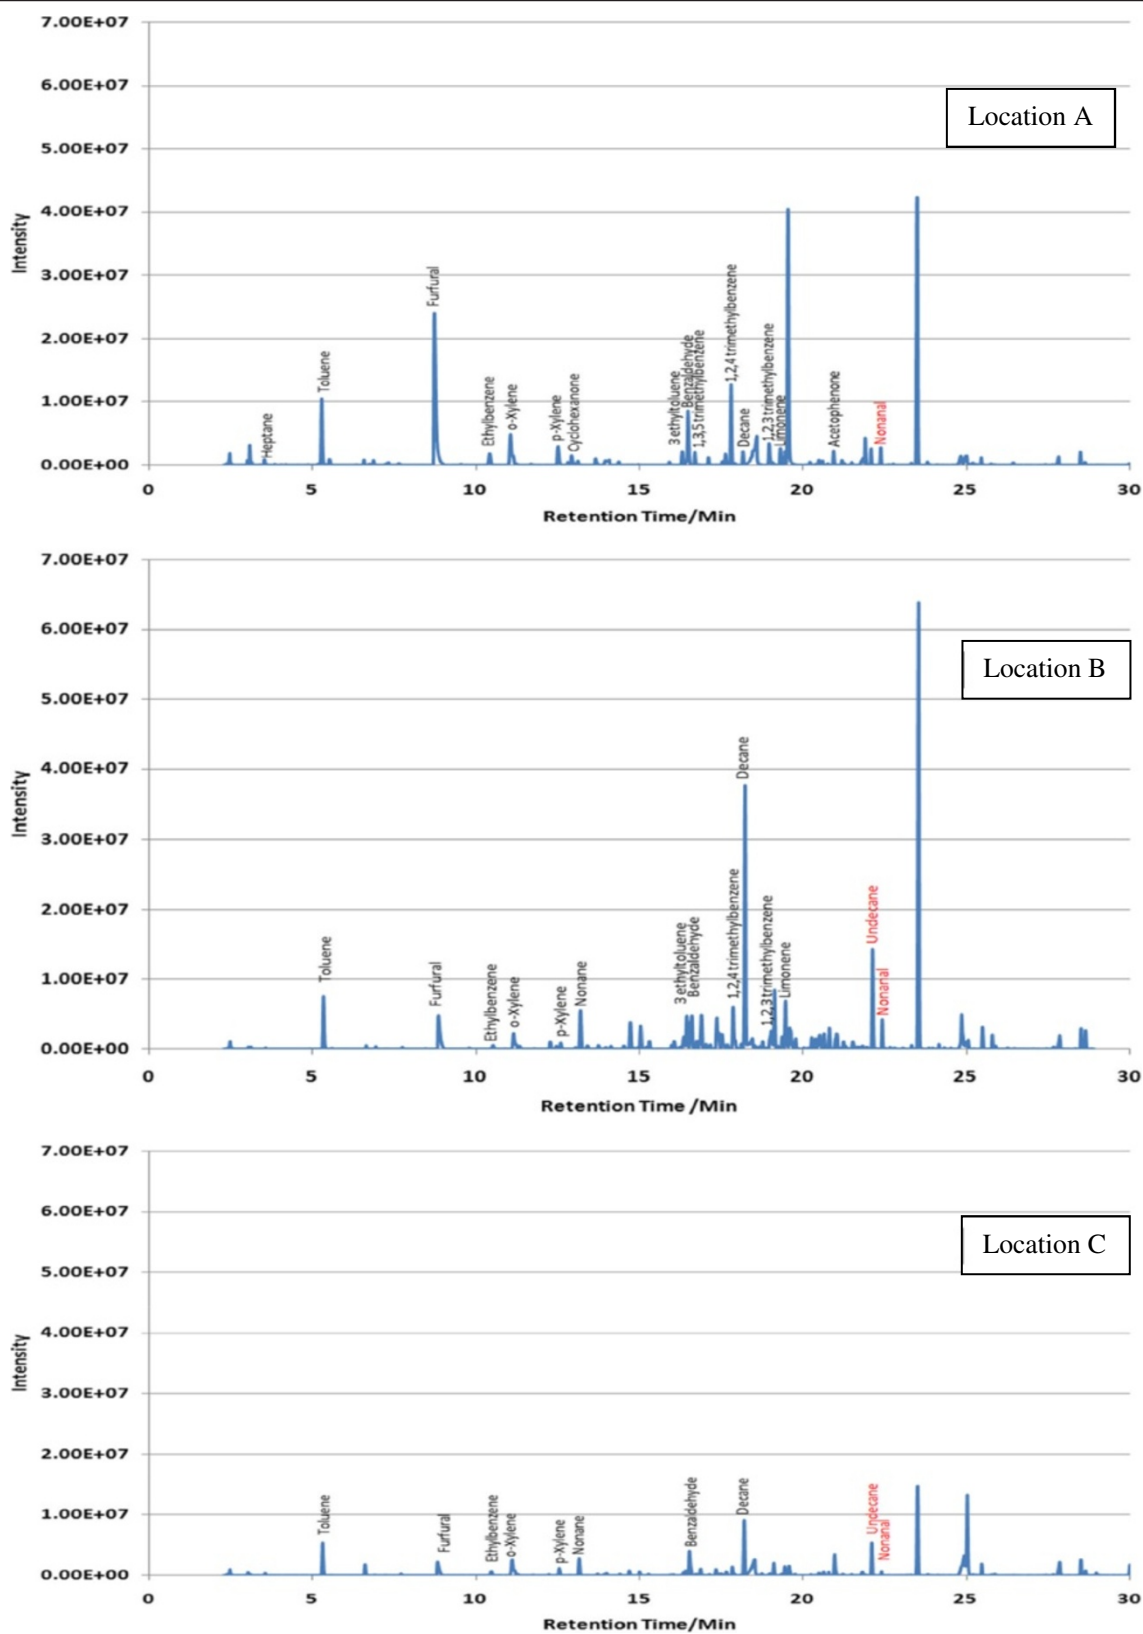 7.00E+07
6.00E+07
Location A
5.00E+07
4.00E+07
3.00E+07
2.00E+07
1.00E+07
0.00E+00
Intensity
Heptane
Toluene
Furfural
Ethylbenzene
o-Xylene
p-Xylene
Cyclohexanone
3 ethyltoluene
Benzaldehyde
1,3,5 trimethylbenzene
1,2,4 trimethylbenzene
Decane
1,2,3 trimethylbenzene
Limonene
Acetophenone
Nonanal
0 5 10 15 20 25 30
Retention Time/Min
7.00E+07
6.00E+07
Location B
5.00E+07
4.00E+07
3.00E+07
2.00E+07
1.00E+07
0.00E+00
Intensity
Toluene
Furfural
Ethylbenzene
o-Xylene
p-Xylene
Nonane
3 ethyltoluene
Benzaldehyde
1,2,4 trimethylbenzene
Decane
1,2,3 trimethylbenzene
Limonene
Undecane
Nonanal
0 5 10 15 20 25 30
Retention Time /Min
7.00E+07
6.00E+07
Location C
5.00E+07
4.00E+07
3.00E+07
2.00E+07
1.00E+07
0.00E+00
Intensity
Toluene
Furfural
Ethylbenzene
o-Xylene
p-Xylene
Nonane
Benzaldehyde
Decane
Undecane
Nonanal
0 5 10 15 20 25 30
Retention Time/Min